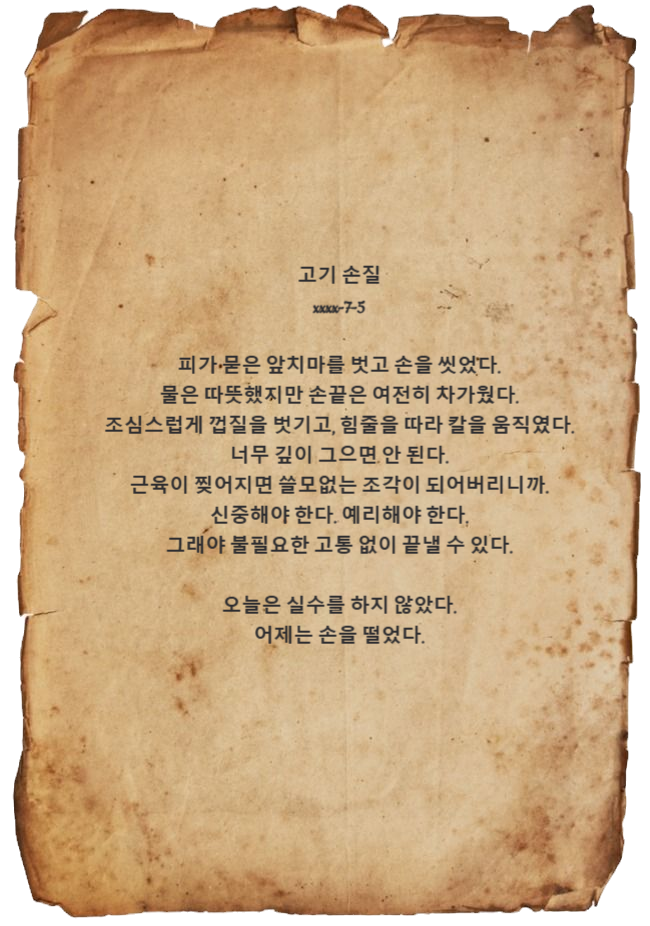 고기 손질
xxxx-7-5
피가 묻은 앞치마를 벗고 손을 씻었다.
물은 따뜻했지만 손끝은 여전히 차가웠다.
조심스럽게 껍질을 벗기고, 힘줄을 따라 칼을 움직였다.
너무 깊이 그으면 안 된다.
근육이 찢어지면 쓸모없는 조각이 되어버리니까.
신중해야 한다. 예리해야 한다.
그래야 불필요한 고통 없이 끝낼 수 있다.
오늘은 실수를 하지 않았다.
어제는 손을 떨었다.